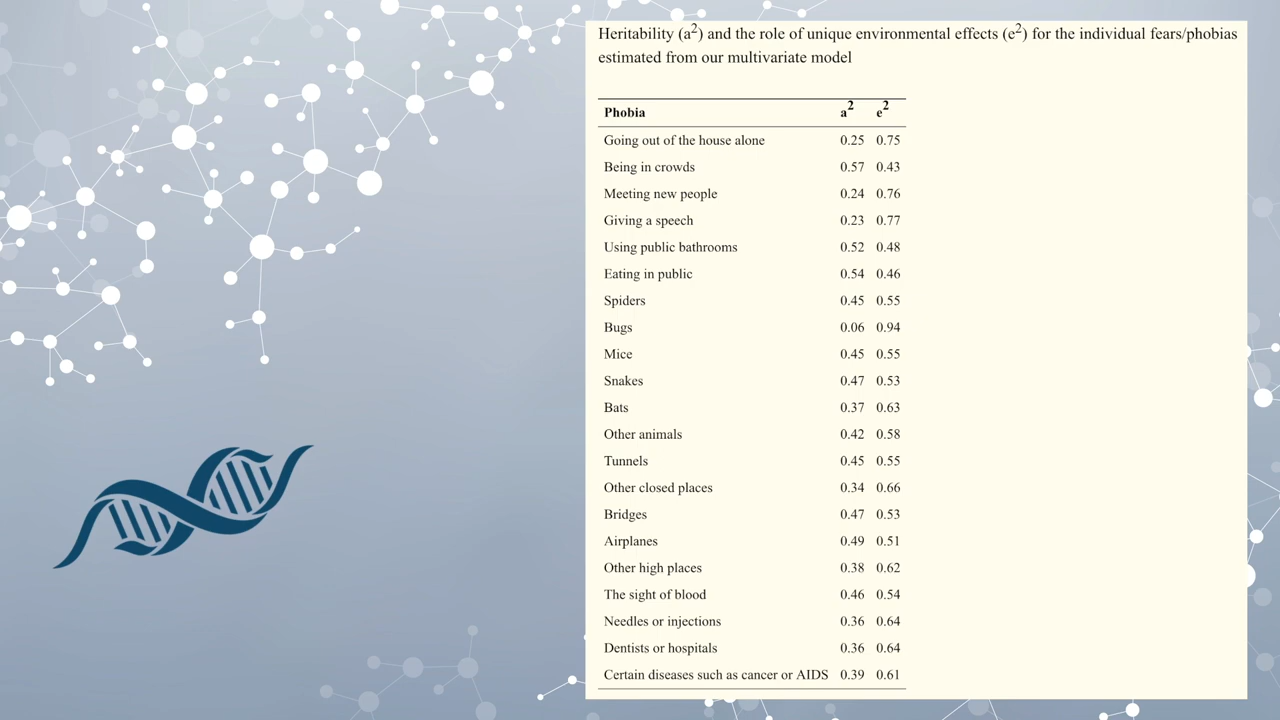 Heritability (a²) and the role of unique environmental effects (e²) for the individual fears/phobias
estimated from our multivariate model
Phobia a² e²
Going out of the house alone 0.25 0.75
Being in crowds 0.57 0.43
Meeting new people 0.24 0.76
Giving a speech 0.23 0.77
Using public bathrooms 0.52 0.48
Eating in public 0.54 0.46
Spiders 0.45 0.55
Bugs 0.06 0.94
Mice 0.45 0.55
Snakes 0.47 0.53
Bats 0.37 0.63
Other animals 0.42 0.58
Tunnels 0.45 0.55
Other closed places 0.34 0.66
Bridges 0.47 0.53
Airplanes 0.49 0.51
Other high places 0.38 0.62
The sight of blood 0.46 0.54
Needles or injections 0.36 0.64
Dentists or hospitals 0.36 0.64
Certain diseases such as cancer or AIDS 0.39 0.61